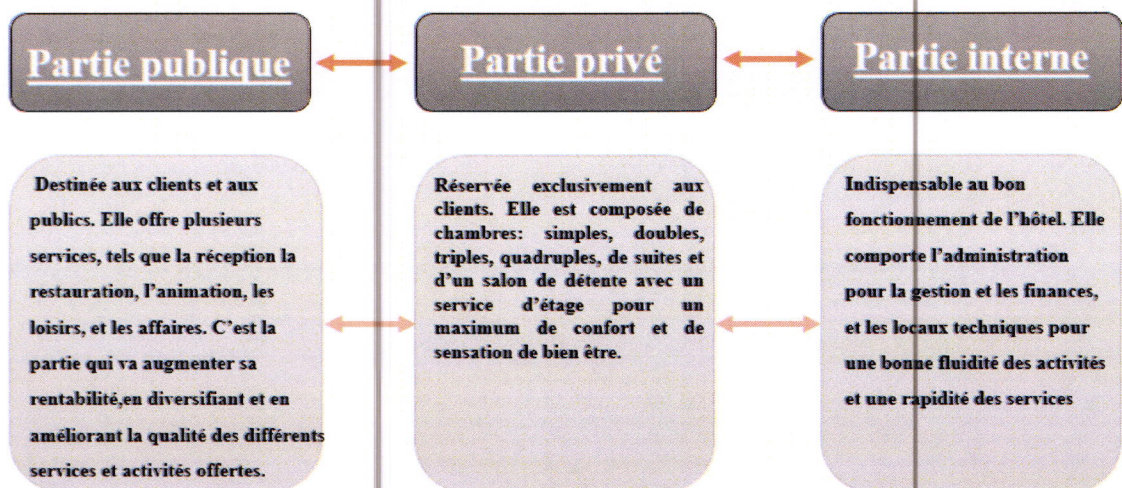 Partie publique
Partie privé
Partie interne
Destinée aux clients et aux
publics. Elle offre plusieurs
services, tels que la réception la
restauration, l'animation, les
loisirs, et les affaires. C'est la
partie qui va augmenter sa
rentabilité,en diversifiant et en
améliorant la qualité des différents
services et activités offertes.
Réservée exclusivement aux
clients. Elle est composée de
chambres: simples, doubles,
triples, quadruples, de suites et
d'un salon de détente avec un
service d'étage pour un
maximum de confort et de
sensation de bien être.
Indispensable au bon
fonctionnement de l'hôtel. Elle
comporte l'administration
pour la gestion et les finances,
et les locaux techniques pour
une bonne fluidité des activités
et une rapidité des services